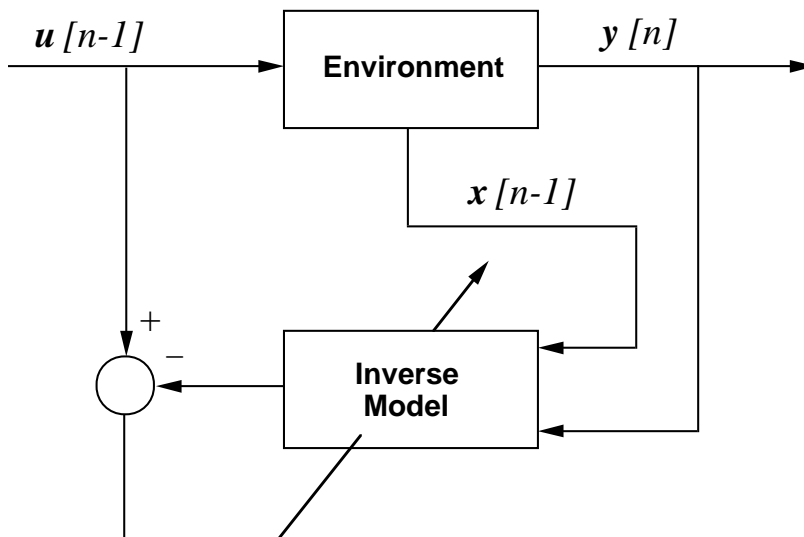 u [n-1]
Environment
y [n]
x [n-1]
+
−
Inverse
Model